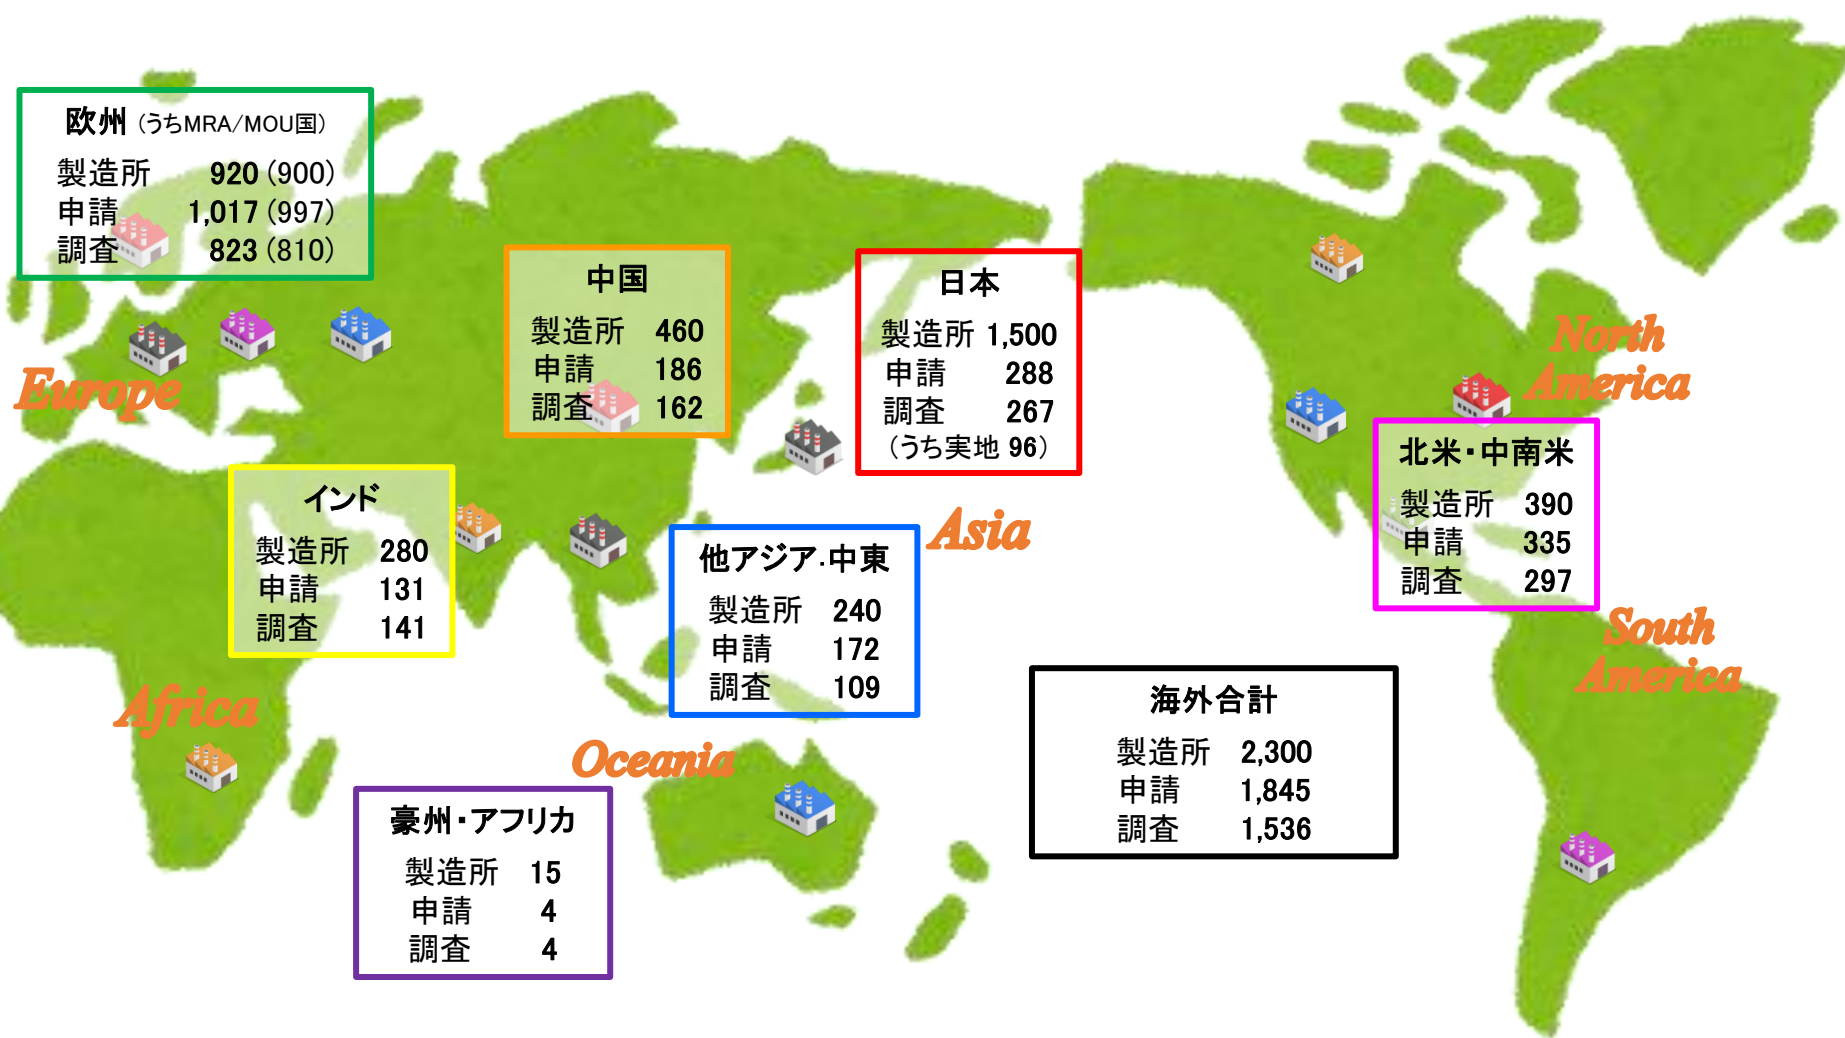 欧州 (うちMRA/MOU国)
製造所 920 (900)
申請 1,017 (997)
調査 823 (810)
Europe
中国
製造所 460
申請 186
調査 162
日本
製造所 1,500
申請 288
調査 267
(うち実地 96)
Asia
North
America
北米・中南米
製造所 390
申請 335
調査 297
South
America
インド
製造所 280
申請 131
調査 141
他アジア・中東
製造所 240
申請 172
調査 109
Africa
Oceania
海外合計
製造所 2,300
申請 1,845
調査 1,536
豪州・アフリカ
製造所 15
申請 4
調査 4